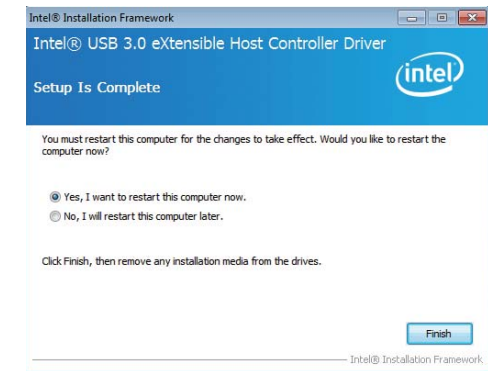 Intel® Installation Framework
Intel® USB 3.0 eXtensible Host Controller Driver
intel
Setup Is Complete
You must restart this computer for the changes to take effect. Would you like to restart the
computer now?
Yes, I want to restart this computer now.
No, I will restart this computer later.
Click Finish, then remove any installation media from the drives.
Finish
Intel® Installation Framework